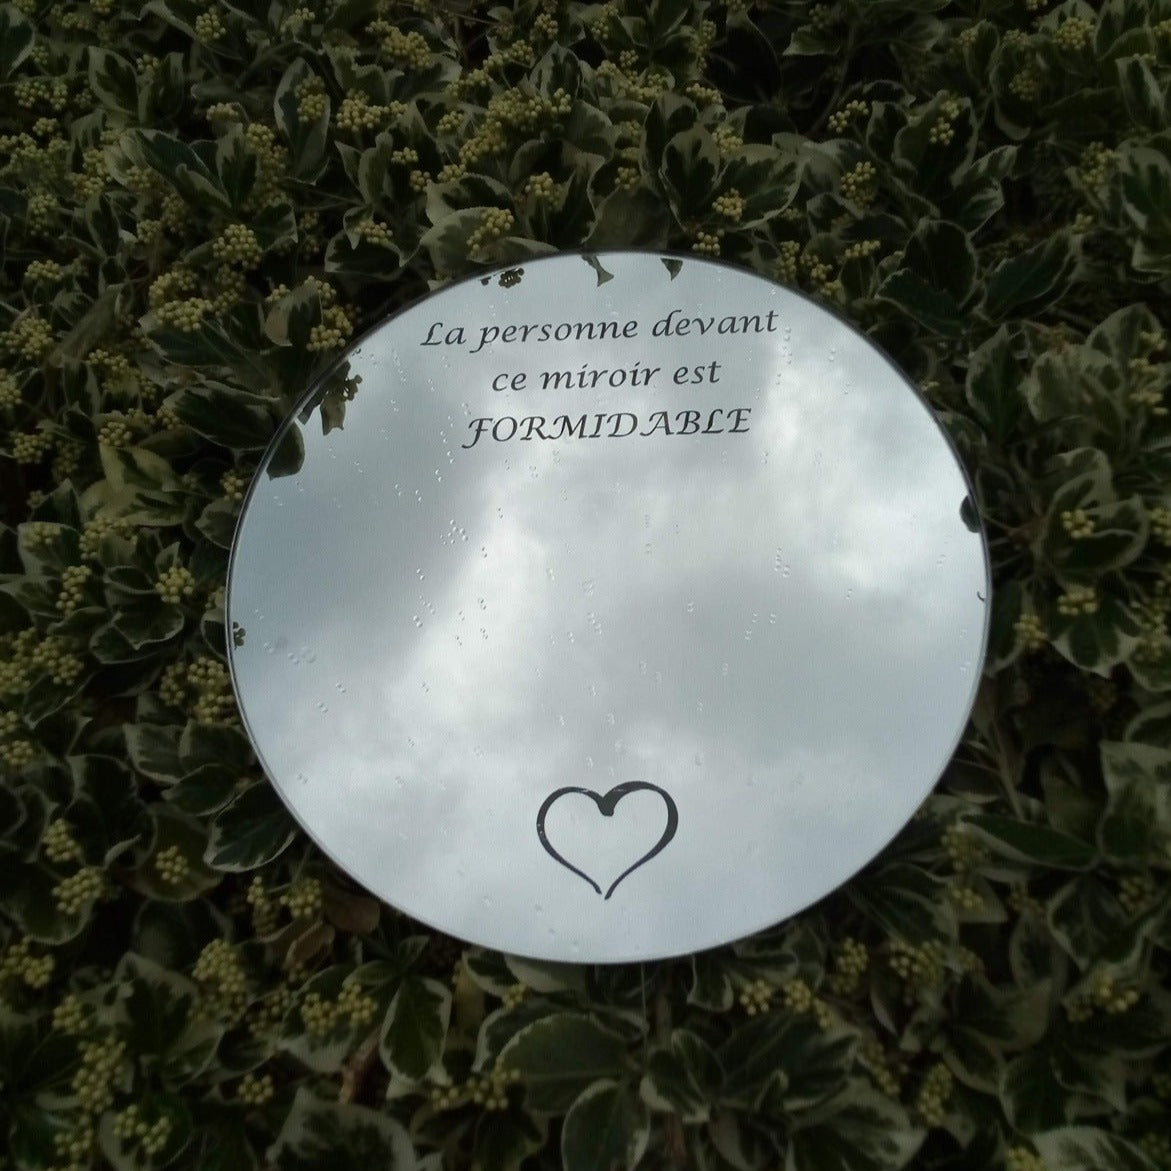 La personne devant
ce miroir est
FORMIDABLE